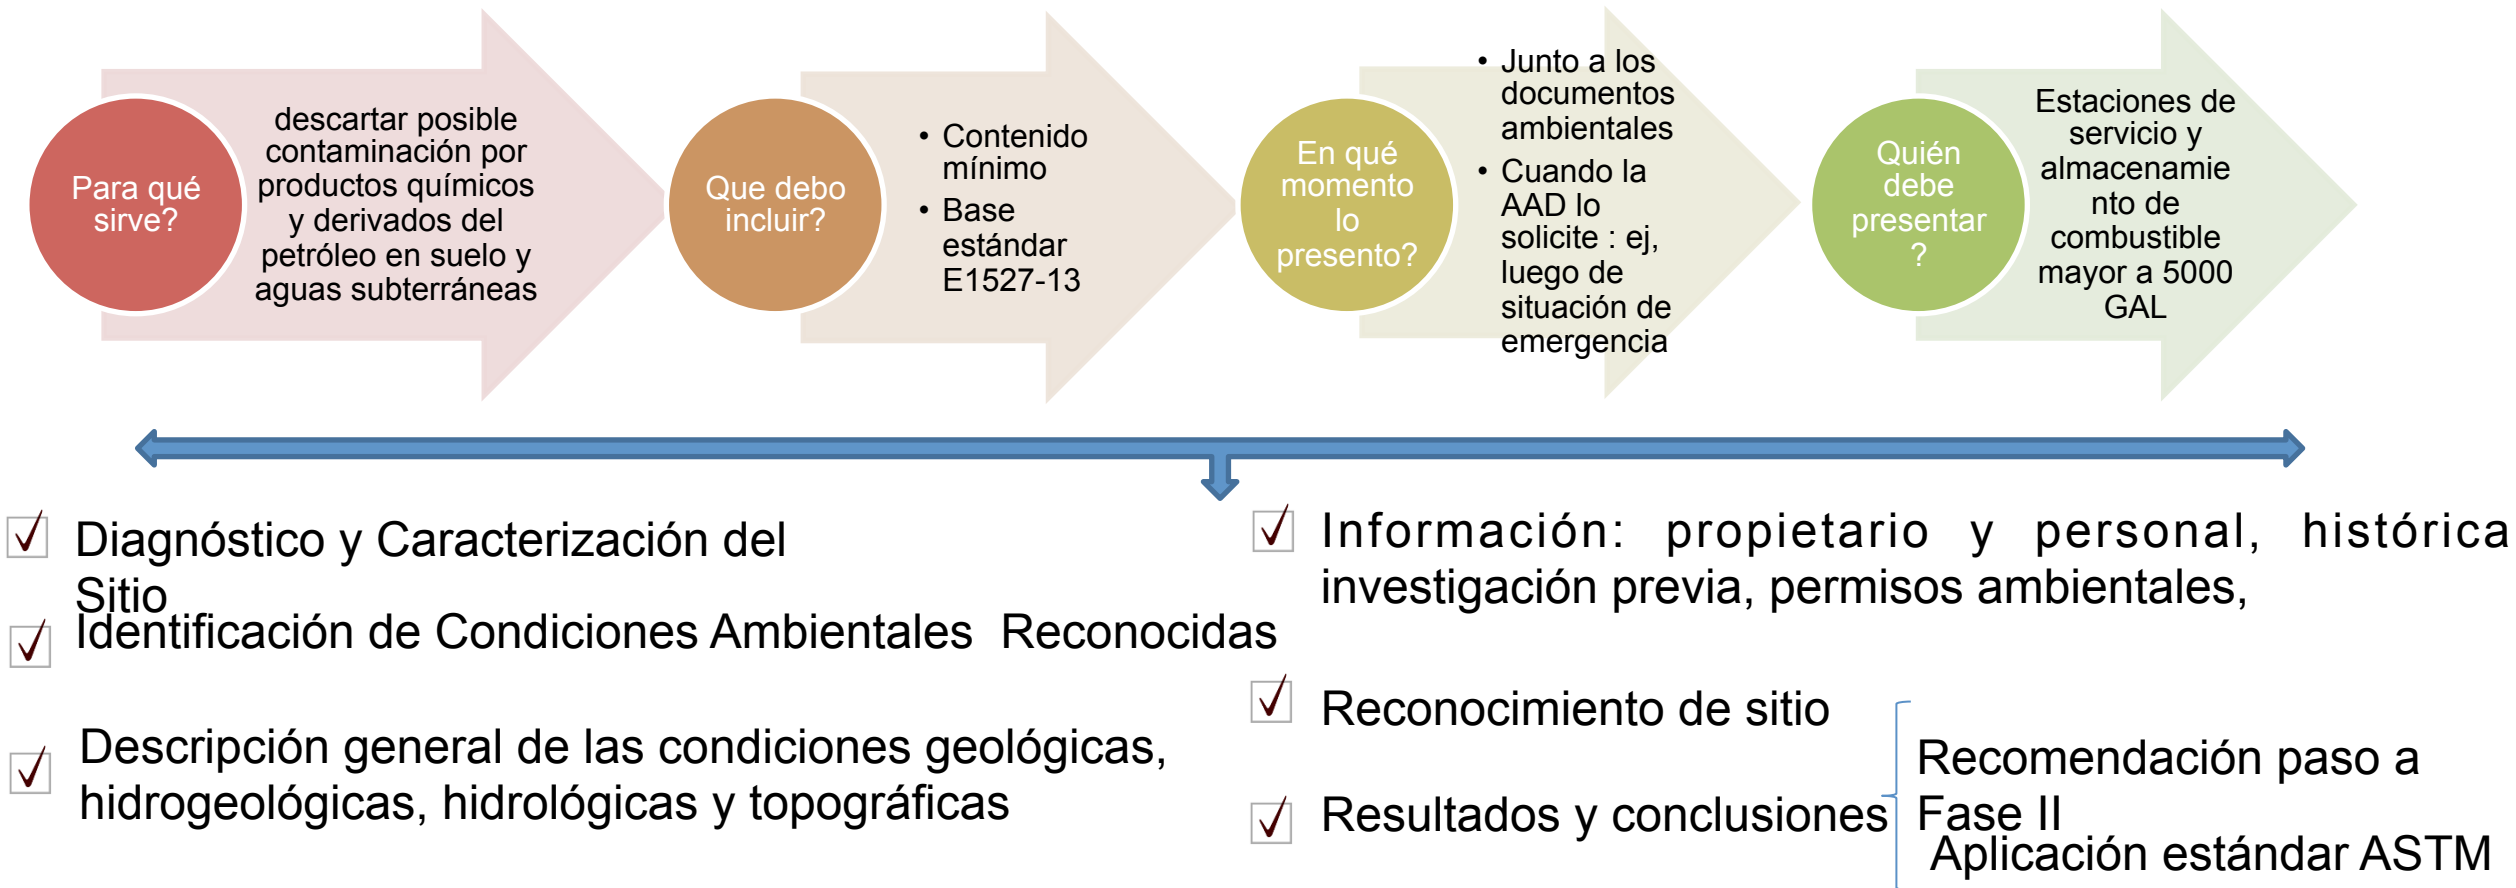 Para qué
sirve?
descartar posible
contaminación por
productos químicos
y derivados del
petróleo en suelo y
aguas subterráneas
Que debo
incluir?
• Contenido
mínimo
• Base
estándar
E1527-13
En qué
momento
lo
presento?
• Junto a los
documentos
ambientales
• Cuando la
AAD lo
solicite : ej,
luego de
situación de
emergencia
Quién
debe
presentar
?
Estaciones de
servicio y
almacenamie
nto de
combustible
mayor a 5000
GAL
Diagnóstico y Caracterización del
Sitio
Identificación de Condiciones Ambientales Reconocidas
Descripción general de las condiciones geológicas,
hidrogeológicas, hidrológicas y topográficas
Información: propietario y personal, histórica
investigación previa, permisos ambientales,
Reconocimiento de sitio
Resultados y conclusiones
Recomendación paso a
Fase II
Aplicación estándar ASTM